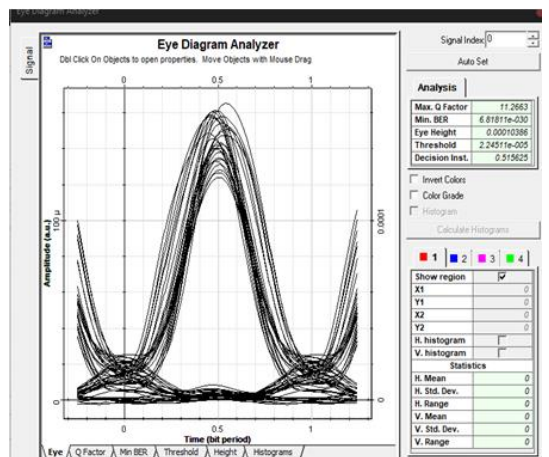 Eye Diagram Analyzer
Signal
Eye Diagram Analyzer
Dbl Click On Objects to open properties. Move Objects with Mouse Drag
0 0.5 1
Amplitude (a.u.)
100 µ
0
0.0001
0
0 0.5 1
Time (bit period)
Eye Q Factor Min BER Threshold Height Histograms
Signal Index 0
Auto Set
Analysis
Max. Q Factor 11.2663
Min. BER 6.81811e-030
Eye Height 0.00010386
Threshold 2.24511e-005
Decision Inst. 0.515625
Invert Colors
Color Grade
Histogram
Calculate Histograms
1 2 3 4
Show region
X1 0
Y1 0
X2 0
Y2 0
H. histogram
V. histogram
Statistics
H. Mean 0
H. Std. Dev. 0
H. Range 0
V. Mean 0
V. Std. Dev. 0
V. Range 0